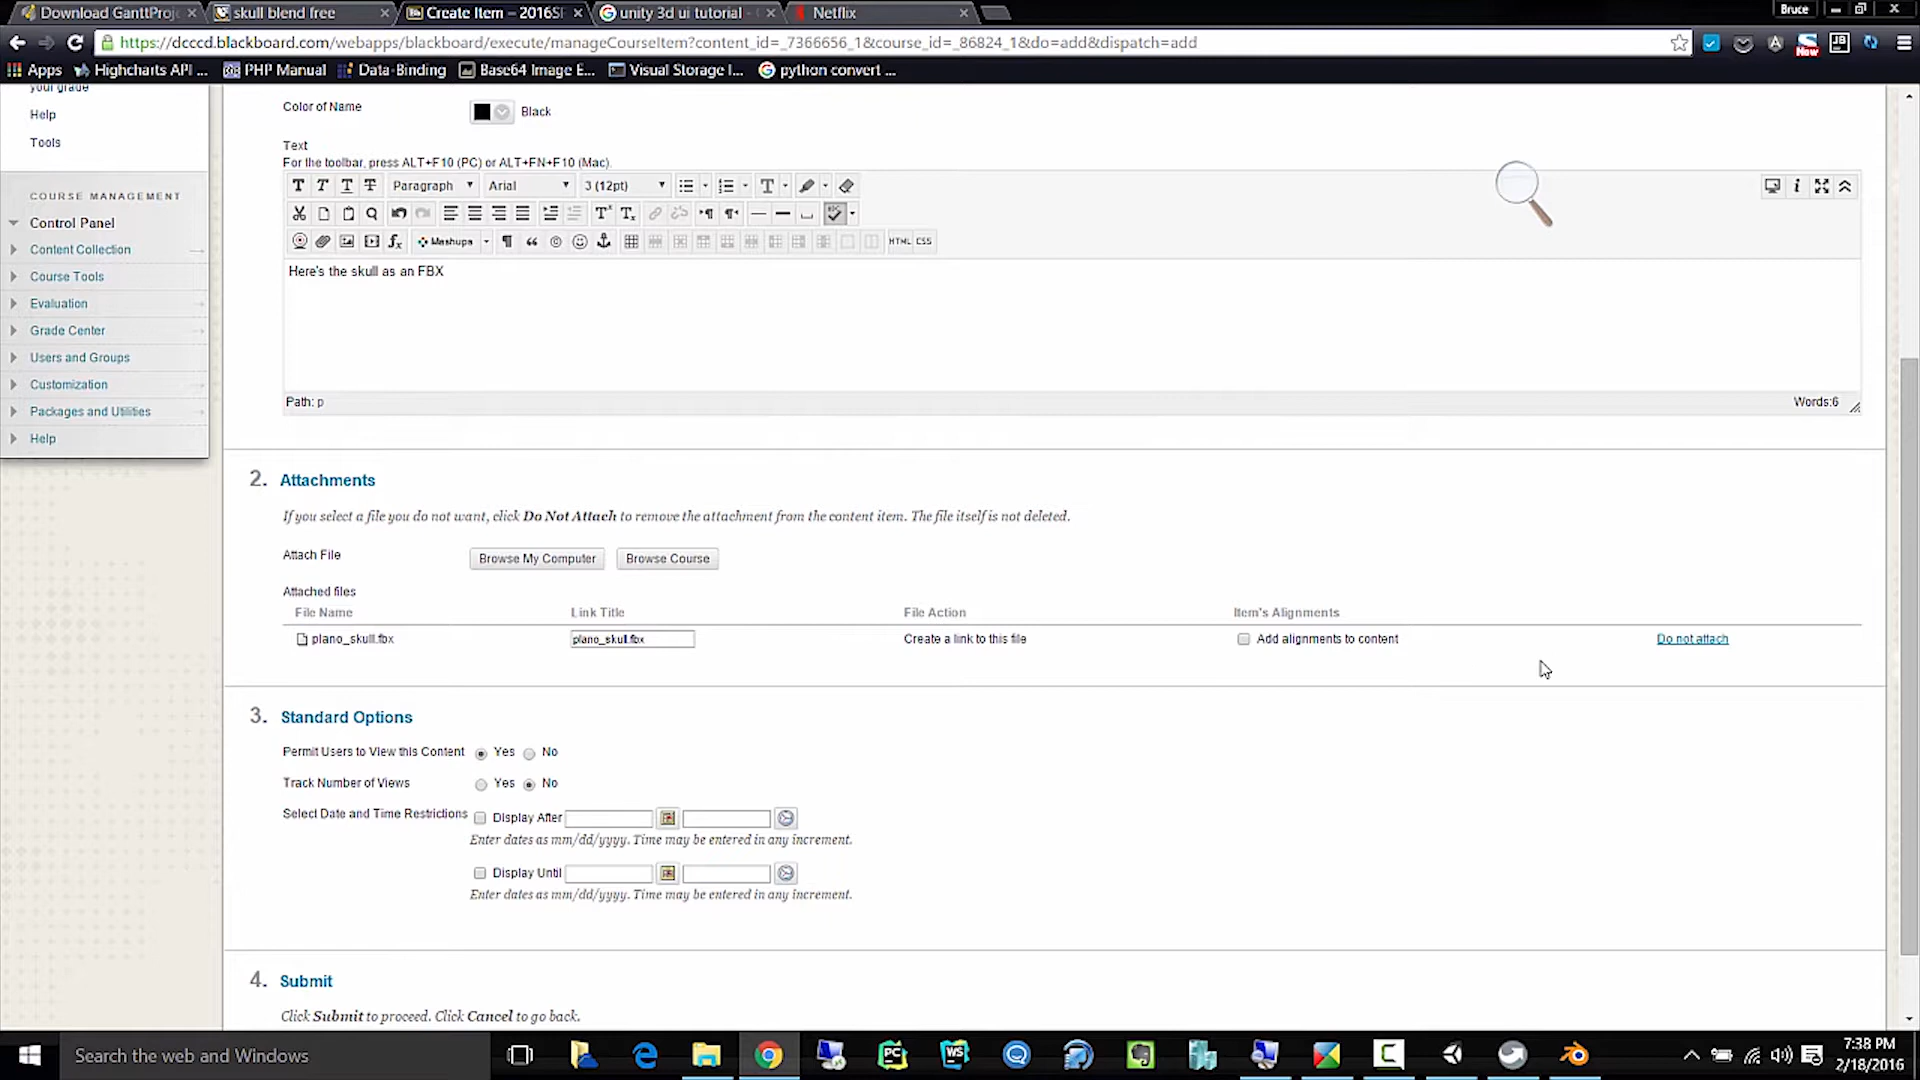 Download GanttProje
skull blend free
Create Item – 2016SP
unity 3d ui tutorial -
Netflix
Bruce
https://dcccd.blackboard.com/webapps/blackboard/execute/manageCourseItem?content_id=_7366656_1&course_id=_86824_1&do=add&dispatch=add
Now
JB
Apps
Highcharts API ...
PHP Manual
Data-Binding
Base64 Image E...
Visual Storage I...
python convert ...
your grade
Help
Tools
COURSE MANAGEMENT
Control Panel
Content Collection
Course Tools
Evaluation
Grade Center
Users and Groups
Customization
Packages and Utilities
Help
Color of Name
Black
Text
For the toolbar, press ALT+F10 (PC) or ALT+FN+F10 (Mac).
T T T T Paragraph Arial 3 (12pt)
Mashups HTML CSS
Here's the skull as an FBX
Path: p
Words:6
2. Attachments
If you select a file you do not want, click Do Not Attach to remove the attachment from the content item. The file itself is not deleted.
Attach File Browse My Computer Browse Course
Attached files
File Name Link Title File Action Item's Alignments
plano_skull.fbx plano_skull.fbx Create a link to this file Add alignments to content Do not attach
3. Standard Options
Permit Users to View this Content Yes No
Track Number of Views Yes No
Select Date and Time Restrictions Display After
Enter dates as mm/dd/yyyy. Time may be entered in any increment.
Display Until
Enter dates as mm/dd/yyyy. Time may be entered in any increment.
4. Submit
Click Submit to proceed. Click Cancel to go back.
Search the web and Windows
PC
WS
7:38 PM
2/18/2016